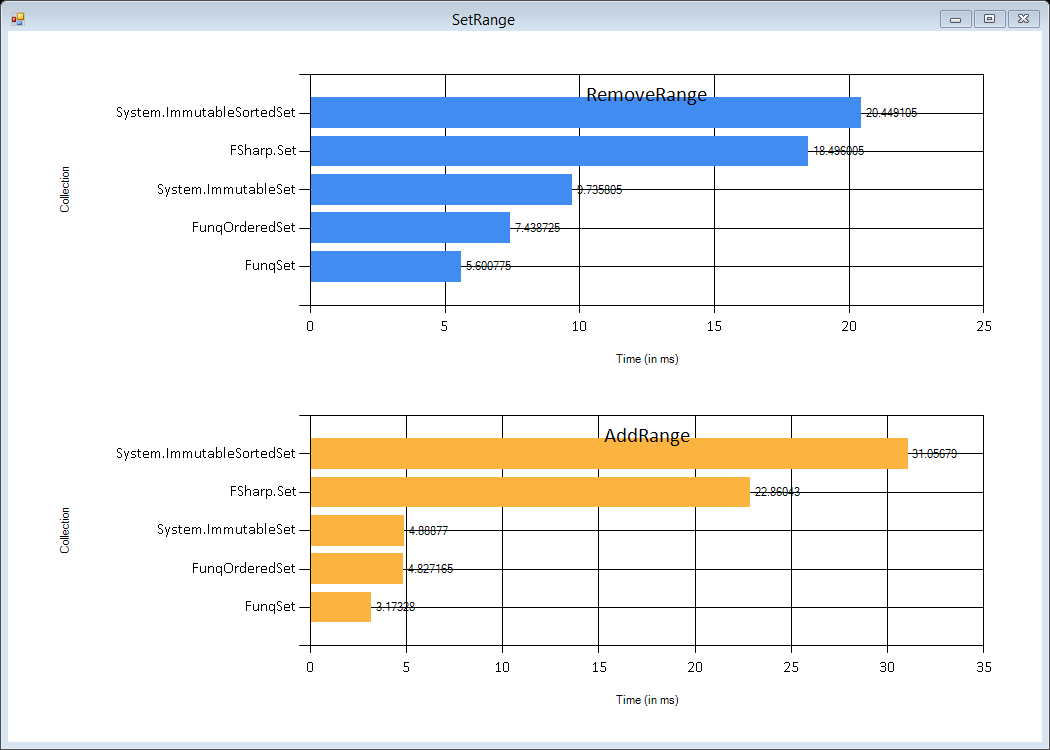 SetRange
RemoveRange
System.ImmutableSortedSet 20.449105
FSharp.Set 18.496005
System.ImmutableSet 9.735805
FunqOrderedSet 7.438725
FunqSet 5.600775
Collection
0 5 10 15 20 25
Time (in ms)
AddRange
System.ImmutableSortedSet 31.05679
FSharp.Set 22.86043
System.ImmutableSet 4.88877
FunqOrderedSet 4.827165
FunqSet 3.17328
Collection
0 5 10 15 20 25 30 35
Time (in ms)